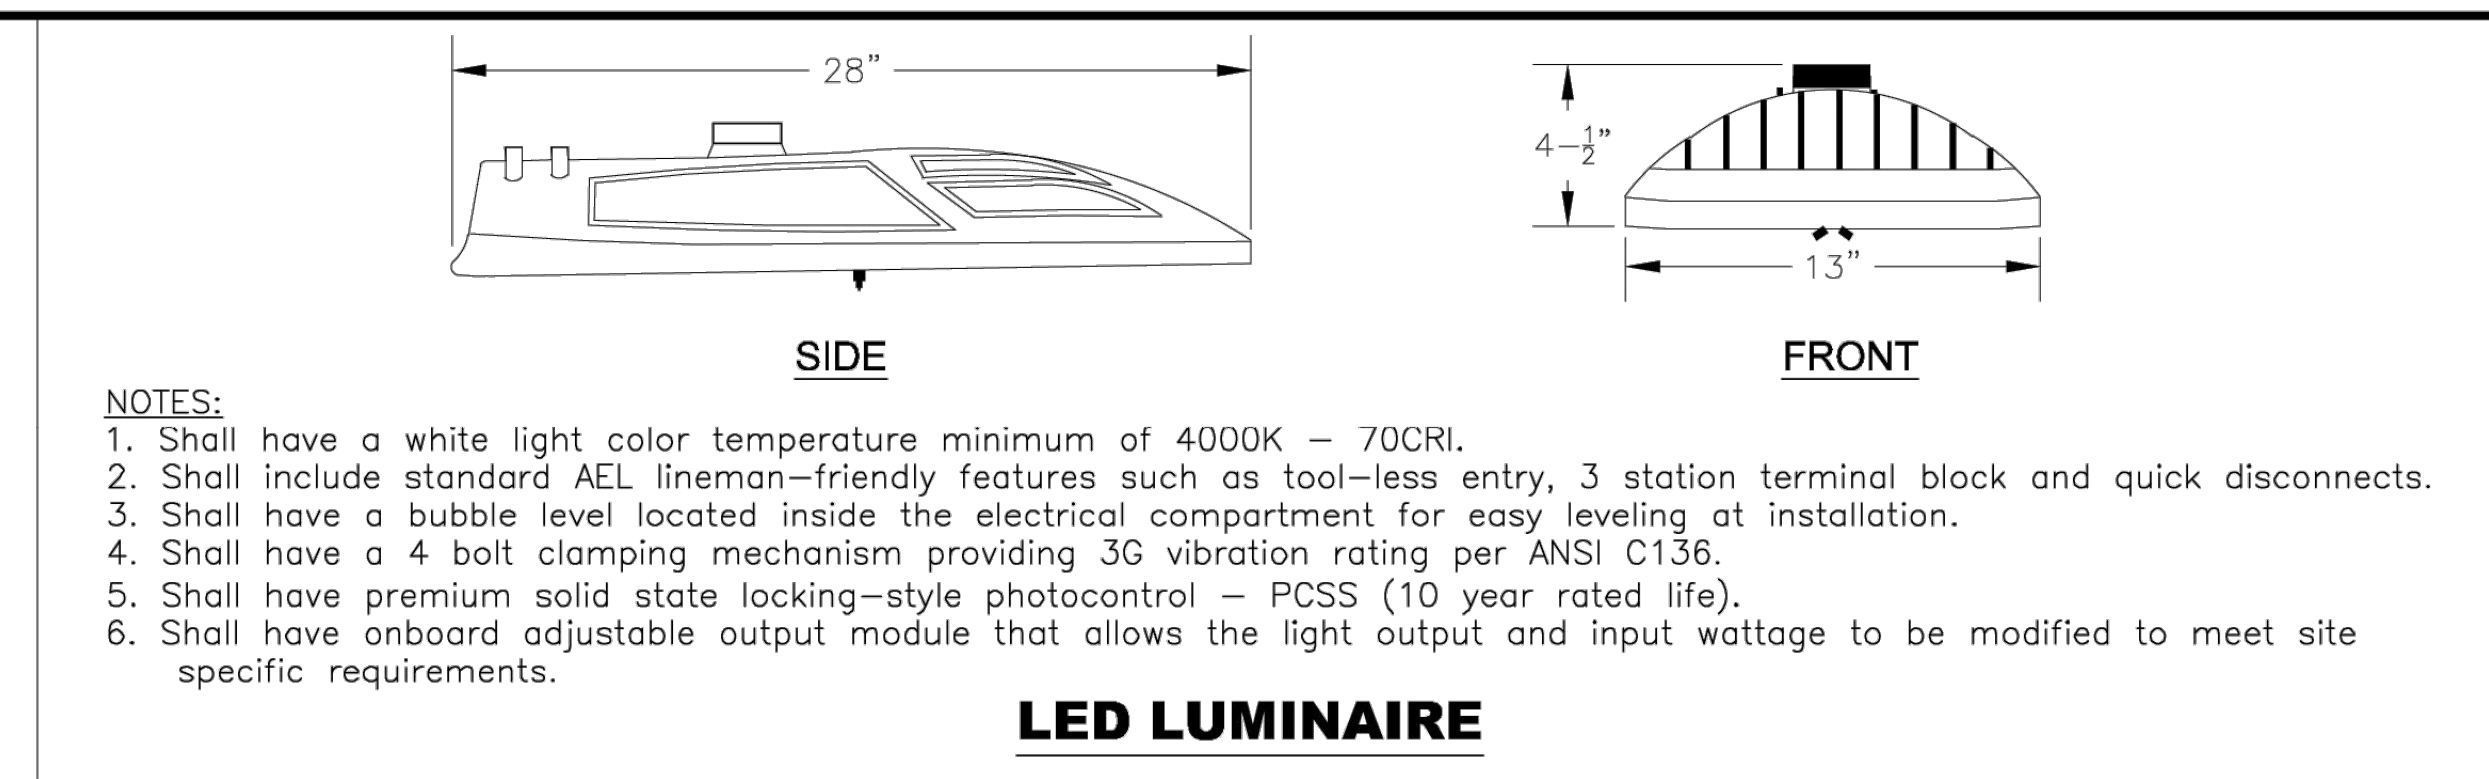 28”
4-1/2”
13”
SIDE
FRONT
NOTES:
1. Shall have a white light color temperature minimum of 4000K – 70CRI.
2. Shall include standard AEL lineman–friendly features such as tool–less entry, 3 station terminal block and quick disconnects.
3. Shall have a bubble level located inside the electrical compartment for easy leveling at installation.
4. Shall have a 4 bolt clamping mechanism providing 3G vibration rating per ANSI C136.
5. Shall have premium solid state locking–style photocontrol – PCSS (10 year rated life).
6. Shall have onboard adjustable output module that allows the light output and input wattage to be modified to meet site
specific requirements.
LED LUMINAIRE